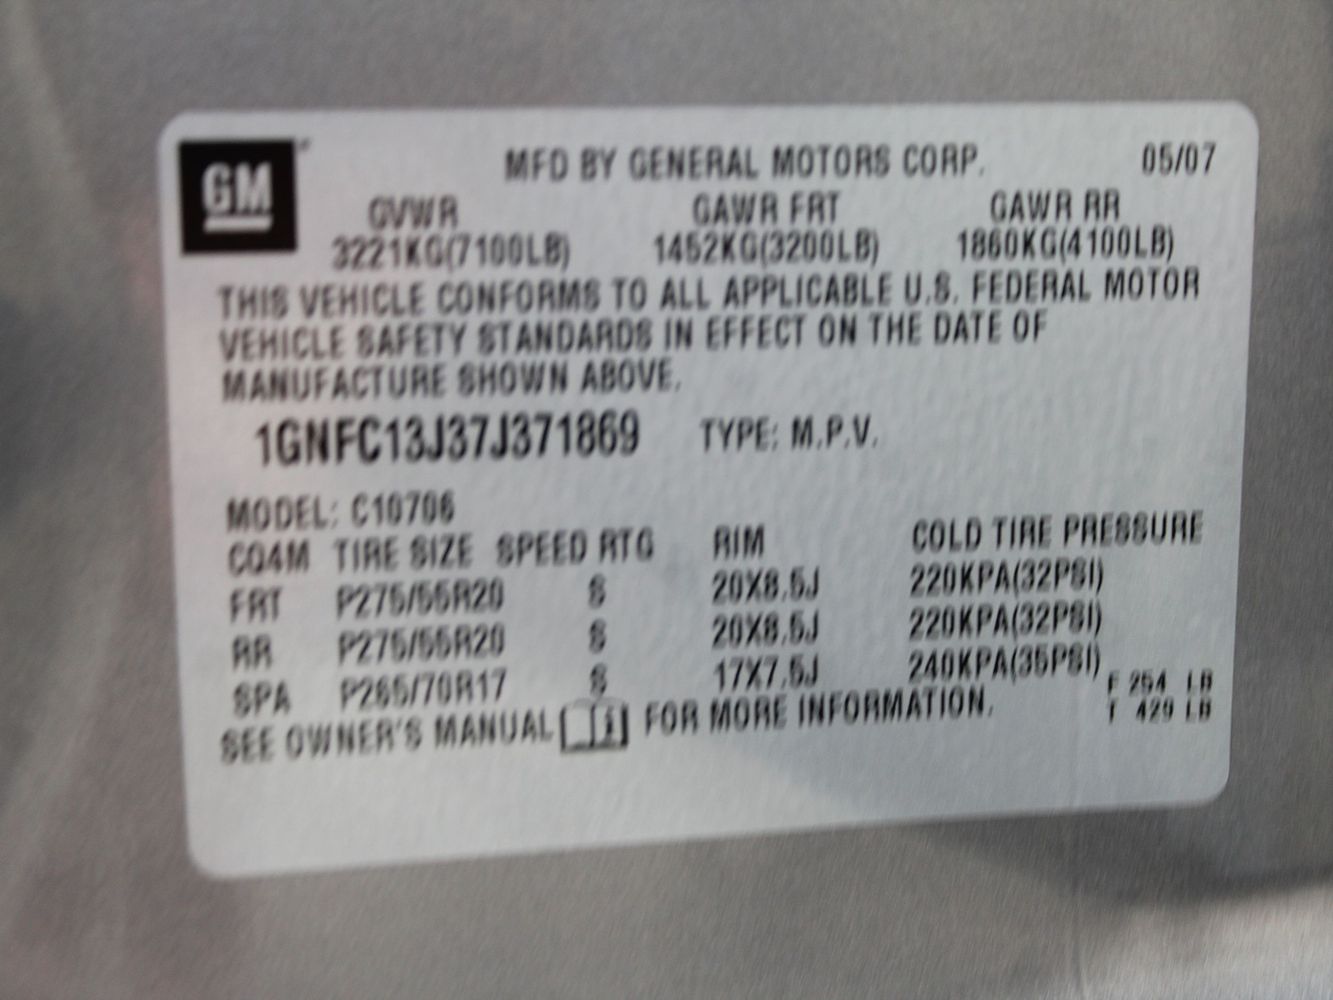 GM
MFD BY GENERAL MOTORS CORP. 05/07
GVWR GAWR FRT GAWR RR
3221KG(7100LB) 1452KG(3200LB) 1860KG(4100LB)
THIS VEHICLE CONFORMS TO ALL APPLICABLE U.S. FEDERAL MOTOR
VEHICLE SAFETY STANDARDS IN EFFECT ON THE DATE OF
MANUFACTURE SHOWN ABOVE.
1GNFC13J37J371869 TYPE: M.P.V.
MODEL: C10706
CQ4M TIRE SIZE SPEED RTG RIM COLD TIRE PRESSURE
FRT P275/55R20 S 20X8.5J 220KPA(32PSI)
RR P275/55R20 S 20X8.5J 220KPA(32PSI)
SPA P265/70R17 S 17X7.5J 240KPA(35PSI)
SEE OWNER'S MANUAL FOR MORE INFORMATION.
F 254 LB
T 429 LB